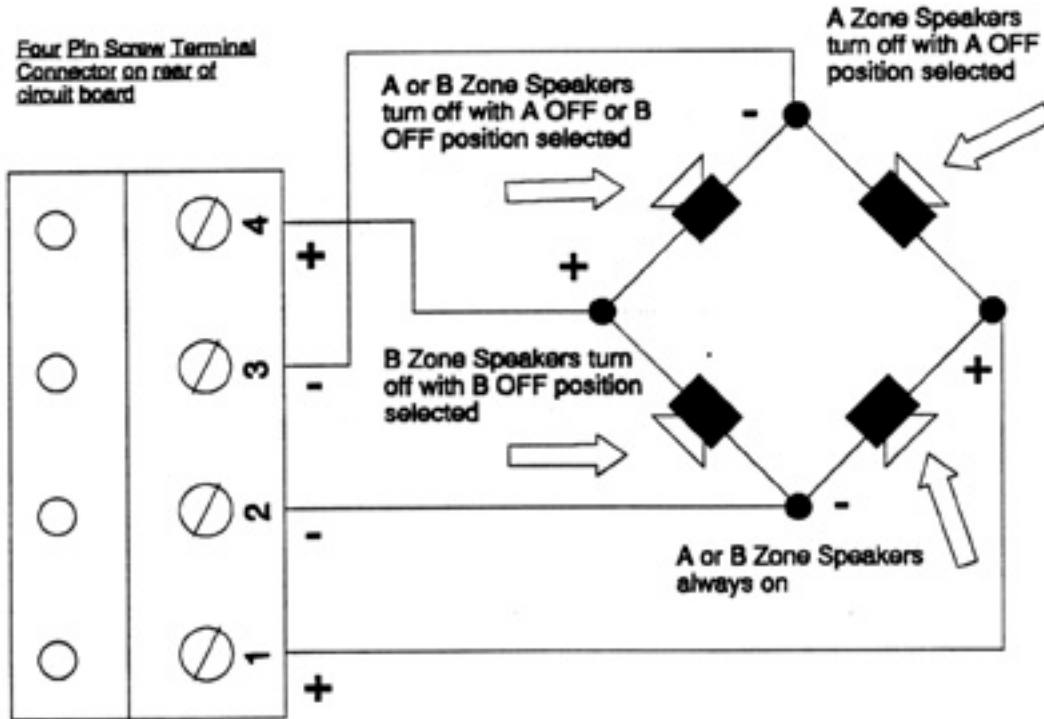 Four Pin Screw Terminal
Connector on rear of
circuit board
A or B Zone Speakers
turn off with A OFF or B
OFF position selected
A Zone Speakers
turn off with A OFF
position selected
B Zone Speakers turn
off with B OFF position
selected
A or B Zone Speakers
always on
4
+
3
-
2
-
1
+
-
+
+
-